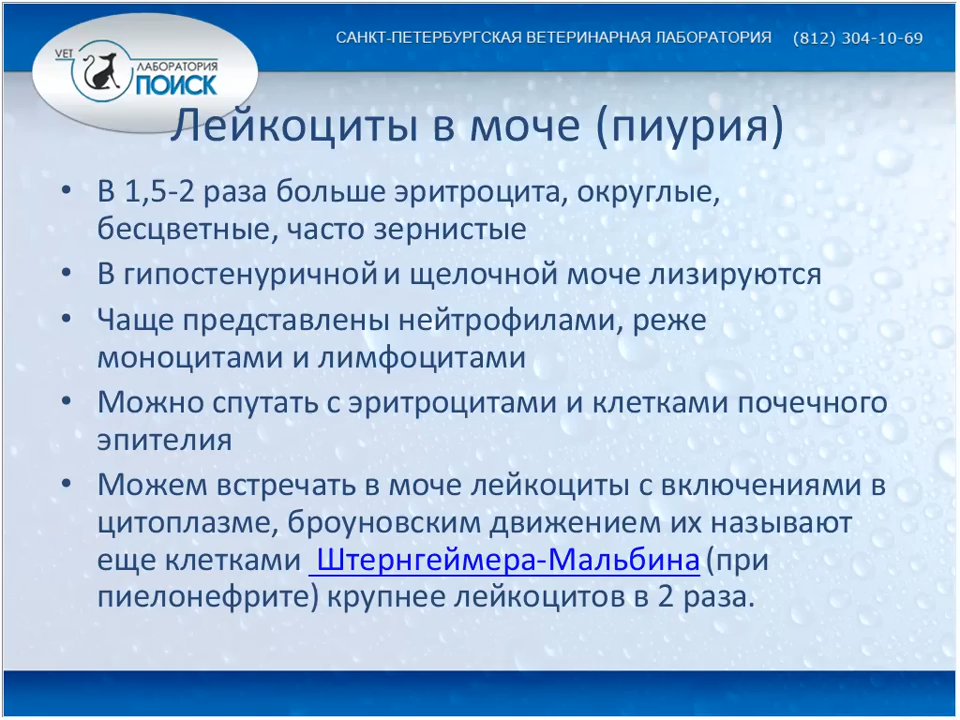 САНКТ-ПЕТЕРБУРГСКАЯ ВЕТЕРИНАРНАЯ ЛАБОРАТОРИЯ (812) 304-10-69
VET
ЛАБОРАТОРИЯ
ПОИСК
Лейкоциты в моче (пиурия)
• В 1,5-2 раза больше эритроцита, округлые,
бесцветные, часто зернистые
• В гипостенуричной и щелочной моче лизируются
• Чаще представлены нейтрофилами, реже
моноцитами и лимфоцитами
• Можно спутать с эритроцитами и клетками почечного
эпителия
• Можем встречать в моче лейкоциты с включениями в
цитоплазме, броуновским движением их называют
еще клетками Штернгеймера-Мальбина (при
пиелонефрите) крупнее лейкоцитов в 2 раза.